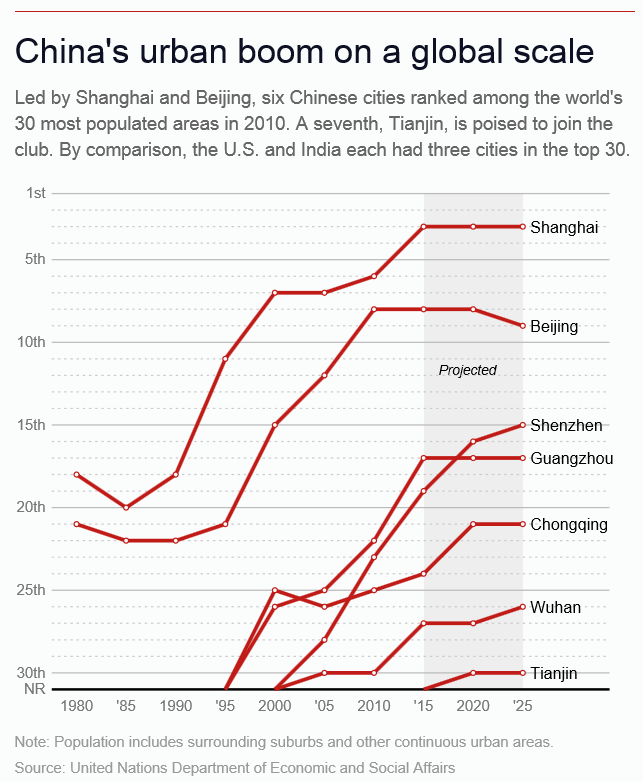 China's urban boom on a global scale
Led by Shanghai and Beijing, six Chinese cities ranked among the world's
30 most populated areas in 2010. A seventh, Tianjin, is poised to join the
club. By comparison, the U.S. and India each had three cities in the top 30.
1st
Shanghai
5th
Beijing
10th
Projected
15th
Shenzhen
Guangzhou
20th
Chongqing
25th
Wuhan
30th
Tianjin
NR
1980 '85 1990 '95 2000 '05 2010 '15 2020 '25
Note: Population includes surrounding suburbs and other continuous urban areas.
Source: United Nations Department of Economic and Social Affairs